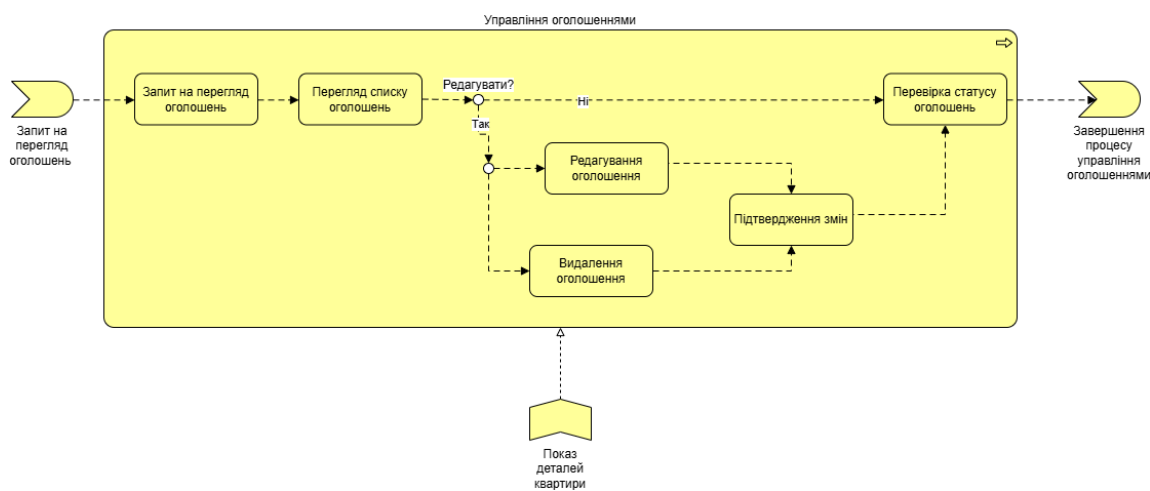 Управління оголошеннями
Запит на
перегляд
оголошень
Запит на перегляд
оголошень
Перегляд списку
оголошень
Редагувати?
Ні
Так
Перевірка статусу
оголошень
Завершення
процесу
управління
оголошеннями
Редагування
оголошення
Підтвердження змін
Видалення
оголошення
Показ
деталей
квартири